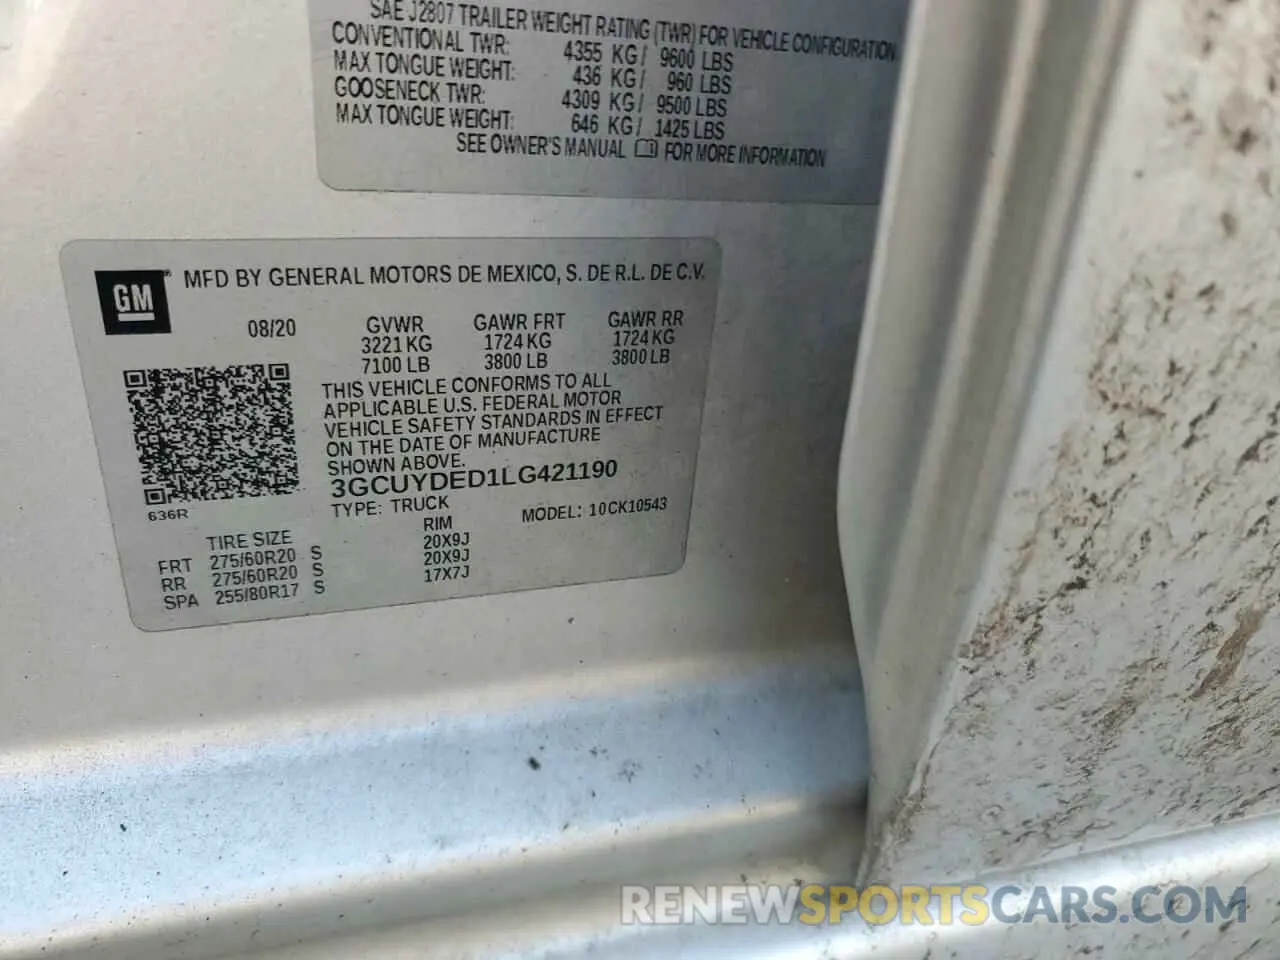 SAE J2807 TRAILER WEIGHT RATING (TWR) FOR VEHICLE CONFIGURATION
CONVENTIONAL TWR: 4355 KG/ 9600 LBS
MAX TONGUE WEIGHT: 436 KG/ 960 LBS
GOOSENECK TWR: 4309 KG/ 9500 LBS
MAX TONGUE WEIGHT: 646 KG/ 1425 LBS
SEE OWNER'S MANUAL FOR MORE INFORMATION
GM® MFD BY GENERAL MOTORS DE MEXICO, S. DE R.L. DE C.V.
08/20 GVWR GAWR FRT GAWR RR
3221 KG 1724 KG 1724 KG
7100 LB 3800 LB 3800 LB
THIS VEHICLE CONFORMS TO ALL
APPLICABLE U.S. FEDERAL MOTOR
VEHICLE SAFETY STANDARDS IN EFFECT
ON THE DATE OF MANUFACTURE
SHOWN ABOVE.
3GCUYDED1LG421190
636R TYPE: TRUCK MODEL: 10CK10543
TIRE SIZE RIM
FRT 275/60R20 S 20X9J
RR 275/60R20 S 20X9J
SPA 255/80R17 S 17X7J
RENEWSPORTSCARS.COM